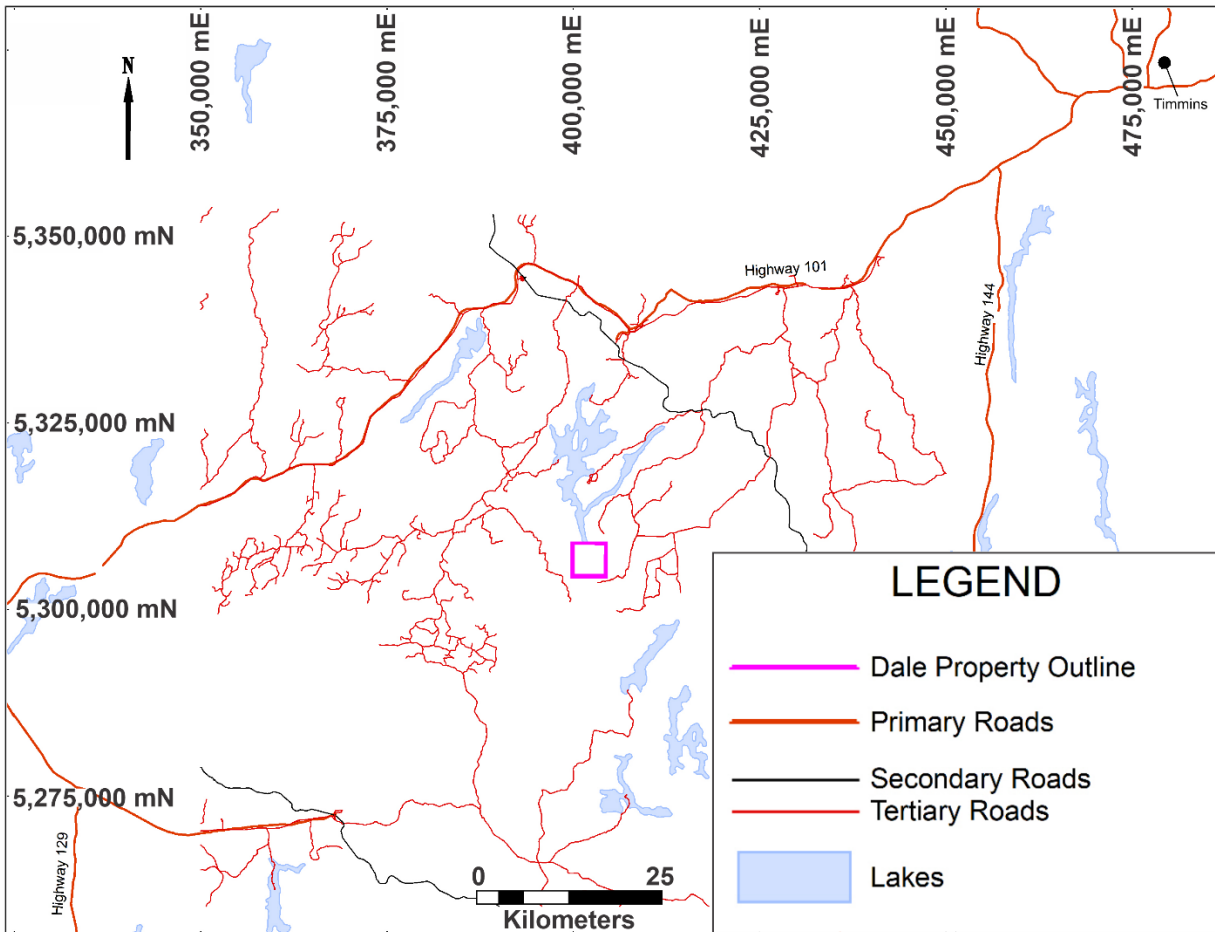 N
350,000 mE
375,000 mE
400,000 mE
425,000 mE
450,000 mE
475,000 mE
Timmins
5,350,000 mN
Highway 101
Highway 144
5,325,000 mN
5,300,000 mN
5,275,000 mN
Highway 129
0 25
Kilometers
LEGEND
Dale Property Outline
Primary Roads
Secondary Roads
Tertiary Roads
Lakes